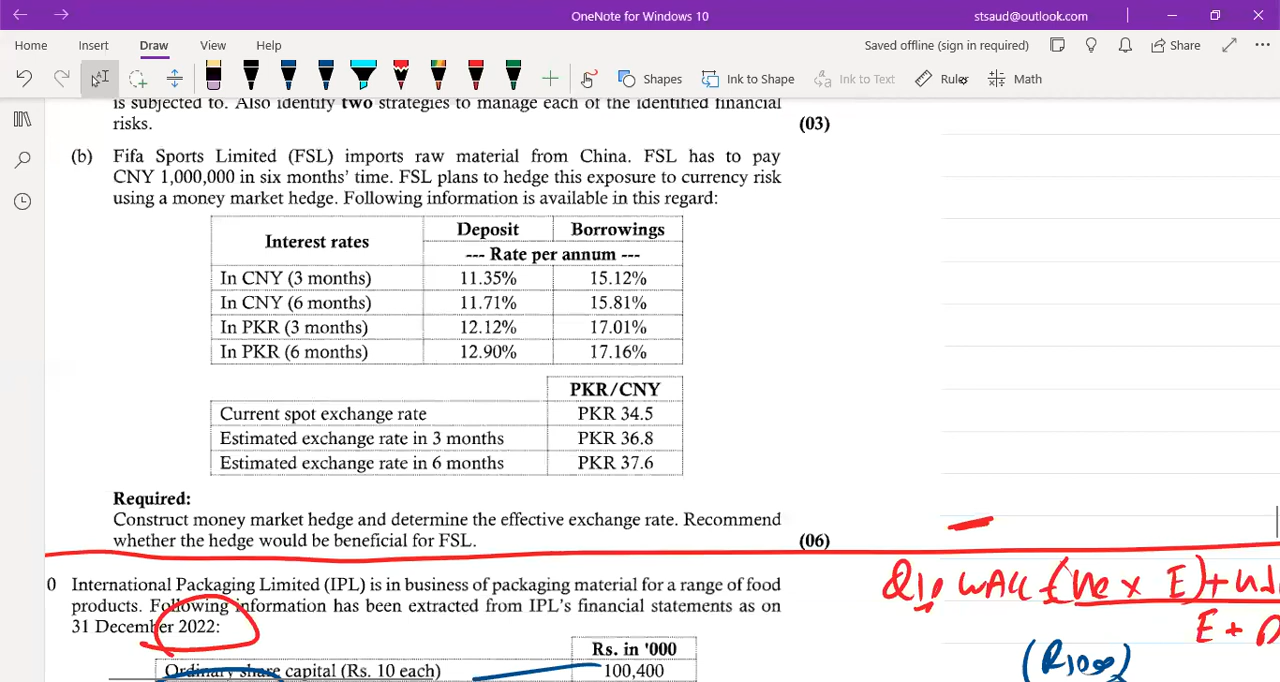 OneNote for Windows 10
stsaud@outlook.com
Home Insert Draw View Help
Saved offline (sign in required) Share
Shapes Ink to Shape Ink to Text Ruler Math
is subjected to. Also identify two strategies to manage each of the identified financial
risks. (03)
(b) Fifa Sports Limited (FSL) imports raw material from China. FSL has to pay
CNY 1,000,000 in six months' time. FSL plans to hedge this exposure to currency risk
using a money market hedge. Following information is available in this regard:
Interest rates Deposit Borrowings
--- Rate per annum ---
In CNY (3 months) 11.35% 15.12%
In CNY (6 months) 11.71% 15.81%
In PKR (3 months) 12.12% 17.01%
In PKR (6 months) 12.90% 17.16%
PKR/CNY
Current spot exchange rate PKR 34.5
Estimated exchange rate in 3 months PKR 36.8
Estimated exchange rate in 6 months PKR 37.6
Required:
Construct money market hedge and determine the effective exchange rate. Recommend
whether the hedge would be beneficial for FSL. (06)
0 International Packaging Limited (IPL) is in business of packaging material for a range of food
products. Following information has been extracted from IPL's financial statements as on
31 December 2022:
Rs. in '000
Ordinary share capital (Rs. 10 each) 100,400
Q10 WACC (Ke x E) +
E + D